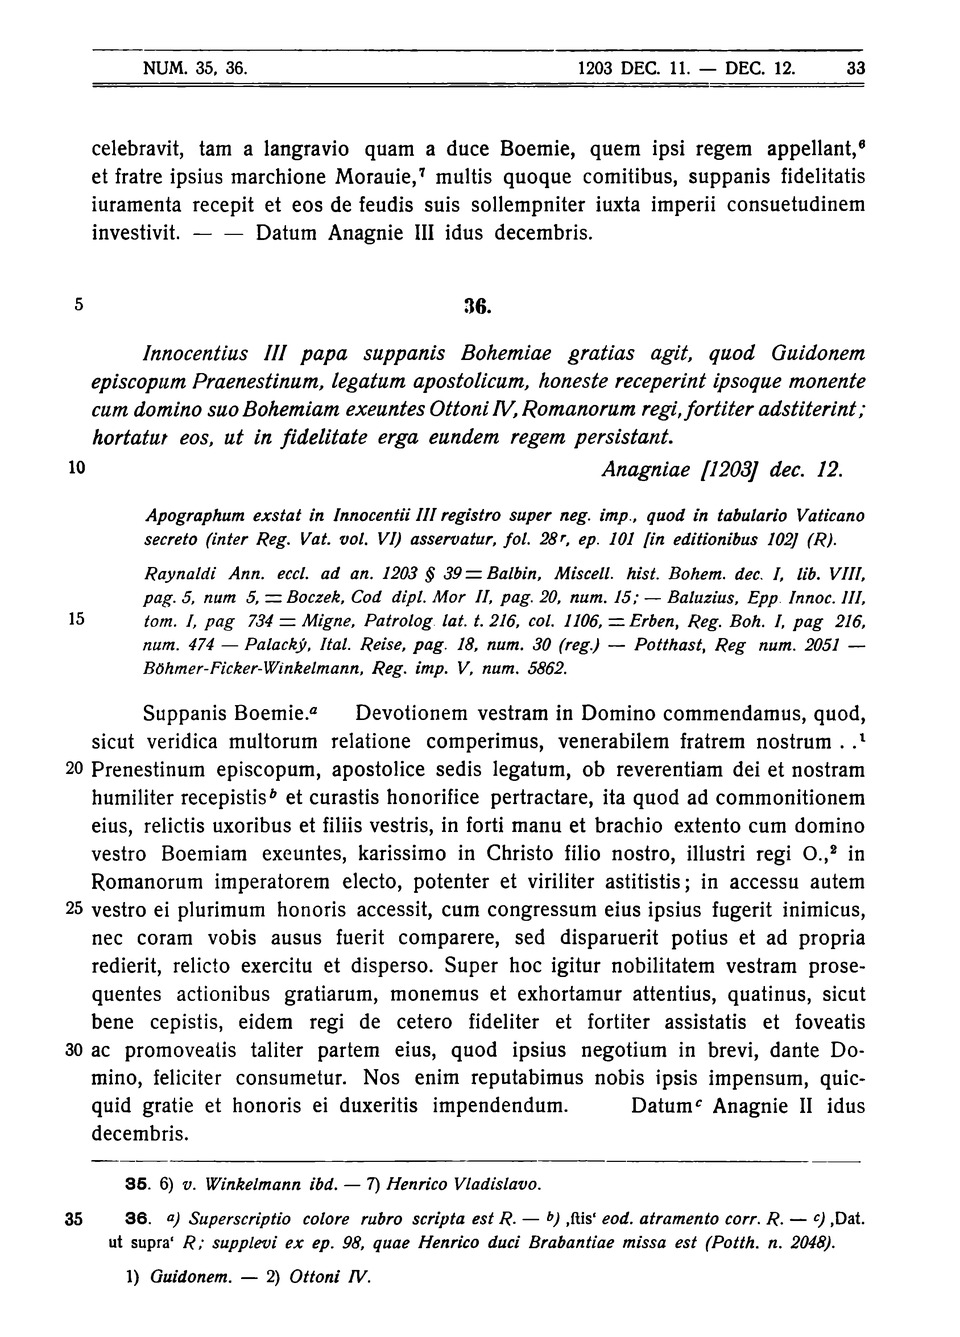 NUM. 35, 36. 1203 DEC. 11. — DEC. 12. 33
celebravit, tam a langravio quam a duce Boemie, quem ipsi regem appellant,⁶
et fratre ipsius marchione Morauie,⁷ multis quoque comitibus, suppanis fidelitatis
iuramenta recepit et eos de feudis suis sollempniter iuxta imperii consuetudinem
investivit. — — Datum Anagnie III idus decembris.
5 36.
Innocentius III papa suppanis Bohemiae gratias agit, quod Guidonem
episcopum Praenestinum, legatum apostolicum, honeste receperint ipsoque monente
cum domino suo Bohemiam exeuntes Ottoni IV, Romanorum regi, fortiter adstiterint;
hortatur eos, ut in fidelitate erga eundem regem persistant.
10 Anagniae [1203] dec. 12.
Apographum exstat in Innocentii III registro super neg. imp., quod in tabulario Vaticano
secreto (inter Reg. Vat. vol. VI) asservatur, fol. 28ʳ, ep. 101 [in editionibus 102] (R).
Raynaldi Ann. eccl. ad an. 1203 § 39 = Balbin, Miscell. hist. Bohem. dec. I, lib. VIII,
pag. 5, num 5, = Boczek, Cod dipl. Mor II, pag. 20, num. 15; — Baluzius, Epp Innoc. III,
15 tom. I, pag 734 = Migne, Patrolog lat. t. 216, col. 1106, = Erben, Reg. Boh. I, pag 216,
num. 474 — Palacký, Ital. Reise, pag. 18, num. 30 (reg.) — Potthast, Reg num. 2051 —
Böhmer-Ficker-Winkelmann, Reg. imp. V, num. 5862.
Suppanis Boemie.ᵃ Devotionem vestram in Domino commendamus, quod,
sicut veridica multorum relatione comperimus, venerabilem fratrem nostrum . .¹
20 Prenestinum episcopum, apostolice sedis legatum, ob reverentiam dei et nostram
humiliter recepistisᵇ et curastis honorifice pertractare, ita quod ad commonitionem
eius, relictis uxoribus et filiis vestris, in forti manu et brachio extento cum domino
vestro Boemiam exeuntes, karissimo in Christo filio nostro, illustri regi O.,² in
Romanorum imperatorem electo, potenter et viriliter astitistis; in accessu autem
25 vestro ei plurimum honoris accessit, cum congressum eius ipsius fugerit inimicus,
nec coram vobis ausus fuerit comparere, sed disparuerit potius et ad propria
redierit, relicto exercitu et disperso. Super hoc igitur nobilitatem vestram prose-
quentes actionibus gratiarum, monemus et exhortamur attentius, quatinus, sicut
bene cepistis, eidem regi de cetero fideliter et fortiter assistatis et foveatis
30 ac promoveatis taliter partem eius, quod ipsius negotium in brevi, dante Do-
mino, feliciter consumetur. Nos enim reputabimus nobis ipsis impensum, quic-
quid gratie et honoris ei duxeritis impendendum. Datumᶜ Anagnie II idus
decembris.
35. 6) v. Winkelmann ibd. — 7) Henrico Vladislavo.
35 36. ᵃ) Superscriptio colore rubro scripta est R. — ᵇ) ‚ſtis‘ eod. atramento corr. R. — ᶜ) ‚Dat.
ut supra‘ R; supplevi ex ep. 98, quae Henrico duci Brabantiae missa est (Potth. n. 2048).
1) Guidonem. — 2) Ottoni IV.